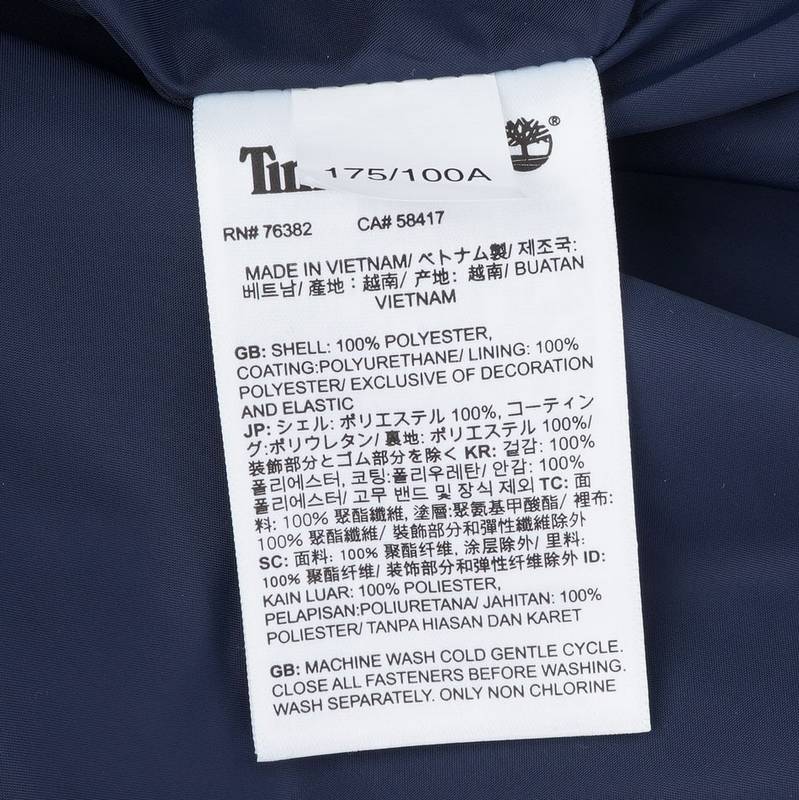 175/100A
®
RN# 76382 CA# 58417
MADE IN VIETNAM/ ベトナム製/ 제조국:
베트남/ 產地：越南/ 产地: 越南/ BUATAN
VIETNAM
GB: SHELL: 100% POLYESTER,
COATING:POLYURETHANE/ LINING: 100%
POLYESTER/ EXCLUSIVE OF DECORATION
AND ELASTIC
JP: シェル: ポリエステル 100%, コーティン
グ:ポリウレタン/ 裏地: ポリエステル 100%/
装飾部分とゴム部分を除く KR: 겉감: 100%
폴리에스터, 코팅:폴리우레탄/ 안감: 100%
폴리에스터/ 고무 밴드 및 장식 제외 TC: 面
料: 100% 聚酯纖維, 塗層:聚氨基甲酸酯/ 裡布:
100% 聚酯纖維/ 裝飾部分和彈性纖維除外
SC: 面料: 100% 聚酯纤维, 涂层除外/ 里料:
100% 聚酯纤维/ 装饰部分和弹性纤维除外 ID:
KAIN LUAR: 100% POLIESTER,
PELAPISAN:POLIURETANA/ JAHITAN: 100%
POLIESTER/ TANPA HIASAN DAN KARET
GB: MACHINE WASH COLD GENTLE CYCLE.
CLOSE ALL FASTENERS BEFORE WASHING.
WASH SEPARATELY. ONLY NON CHLORINE